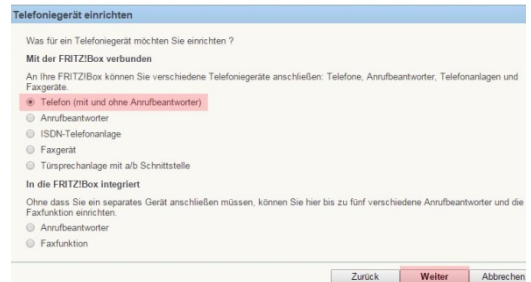 Telefoniegerät einrichten
Was für ein Telefoniegerät möchten Sie einrichten ?
Mit der FRITZ!Box verbunden
An Ihre FRITZ!Box können Sie verschiedene Telefoniegeräte anschließen: Telefone, Anrufbeantworter, Telefonanlagen und
Faxgeräte.
Telefon (mit und ohne Anrufbeantworter)
Anrufbeantworter
ISDN-Telefonanlage
Faxgerät
Türsprechanlage mit a/b Schnittstelle
In die FRITZ!Box integriert
Ohne dass Sie ein separates Gerät anschließen müssen, können Sie hier bis zu fünf verschiedene Anrufbeantworter und die
Faxfunktion einrichten.
Anrufbeantworter
Faxfunktion
Zurück Weiter Abbrechen